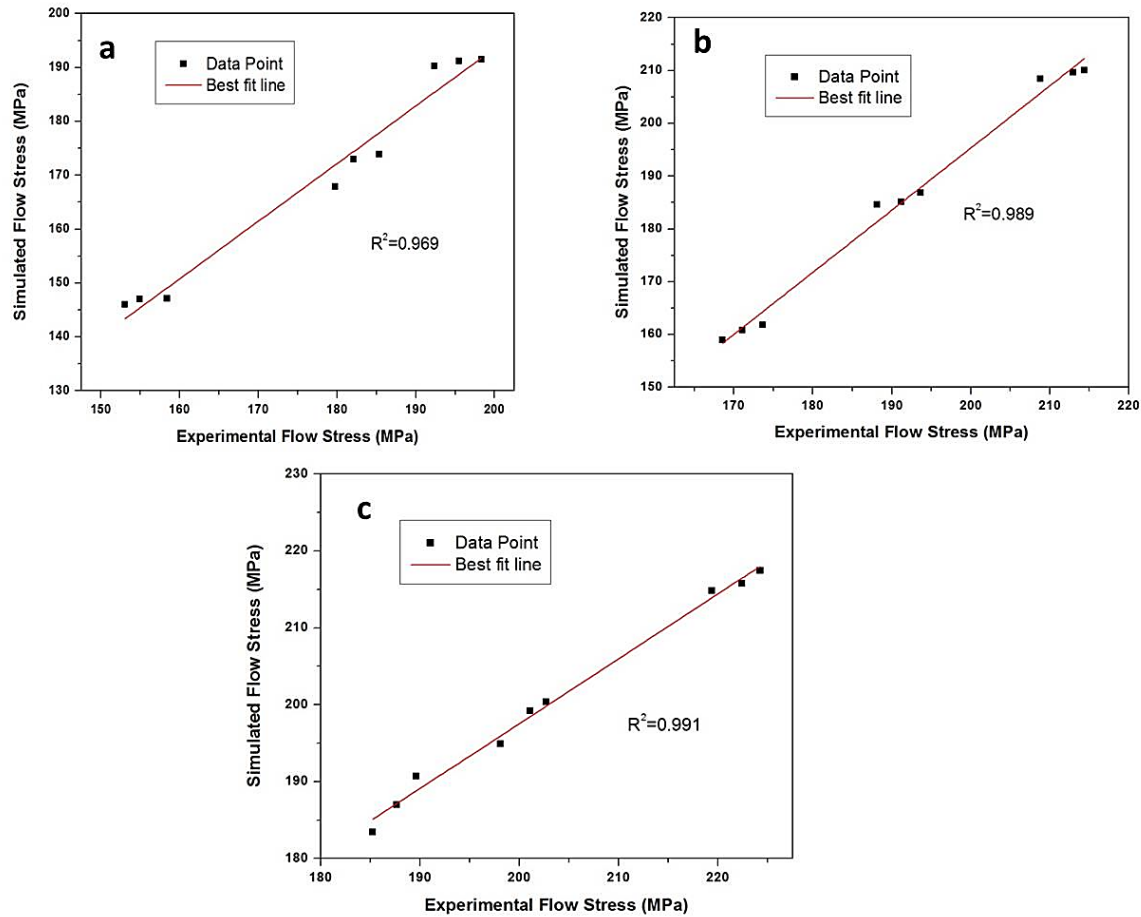 a
Data Point
Best fit line
200
190
180
170
160
150
140
130
Simulated Flow Stress (MPa)
R²=0.969
150 160 170 180 190 200
Experimental Flow Stress (MPa)
b
Data Point
Best fit line
220
210
200
190
180
170
160
150
Simulated Flow Stress (MPa)
R²=0.989
170 180 190 200 210 220
Experimental Flow Stress (MPa)
c
Data Point
Best fit line
230
220
210
200
190
180
Simulated Flow Stress (MPa)
R²=0.991
180 190 200 210 220
Experimental Flow Stress (MPa)